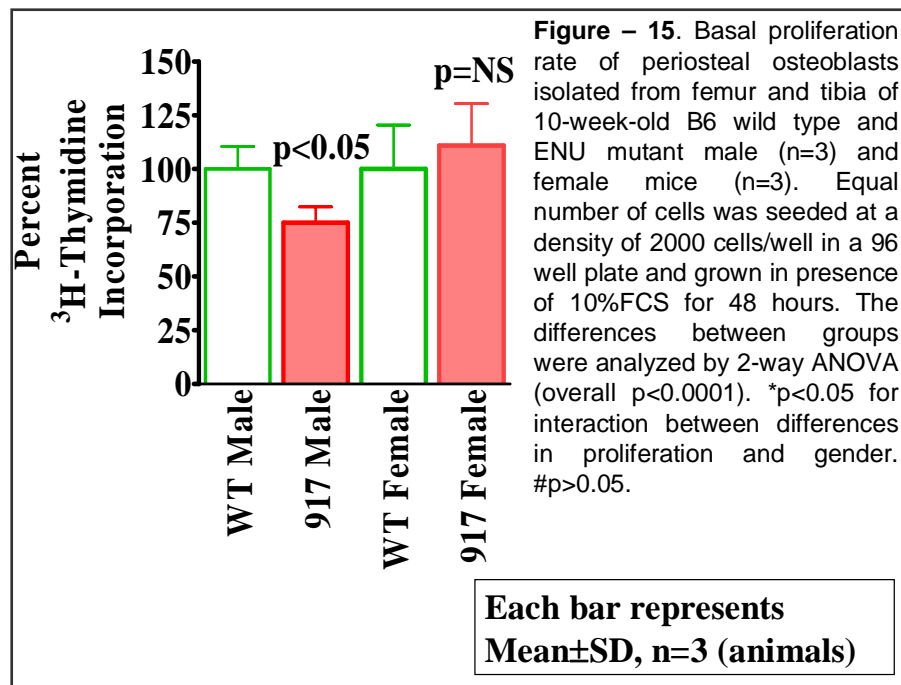 Figure – 15. Basal proliferation
rate of periosteal osteoblasts
isolated from femur and tibia of
10-week-old B6 wild type and
ENU mutant male (n=3) and
female mice (n=3). Equal
number of cells was seeded at a
density of 2000 cells/well in a 96
well plate and grown in presence
of 10%FCS for 48 hours. The
differences between groups
were analyzed by 2-way ANOVA
(overall p<0.0001). *p<0.05 for
interaction between differences
in proliferation and gender.
#p>0.05.
Percent
³H-Thymidine
Incorporation
150
125
100
75
50
25
0
p<0.05
p=NS
WT Male
917 Male
WT Female
917 Female
Each bar represents
Mean±SD, n=3 (animals)